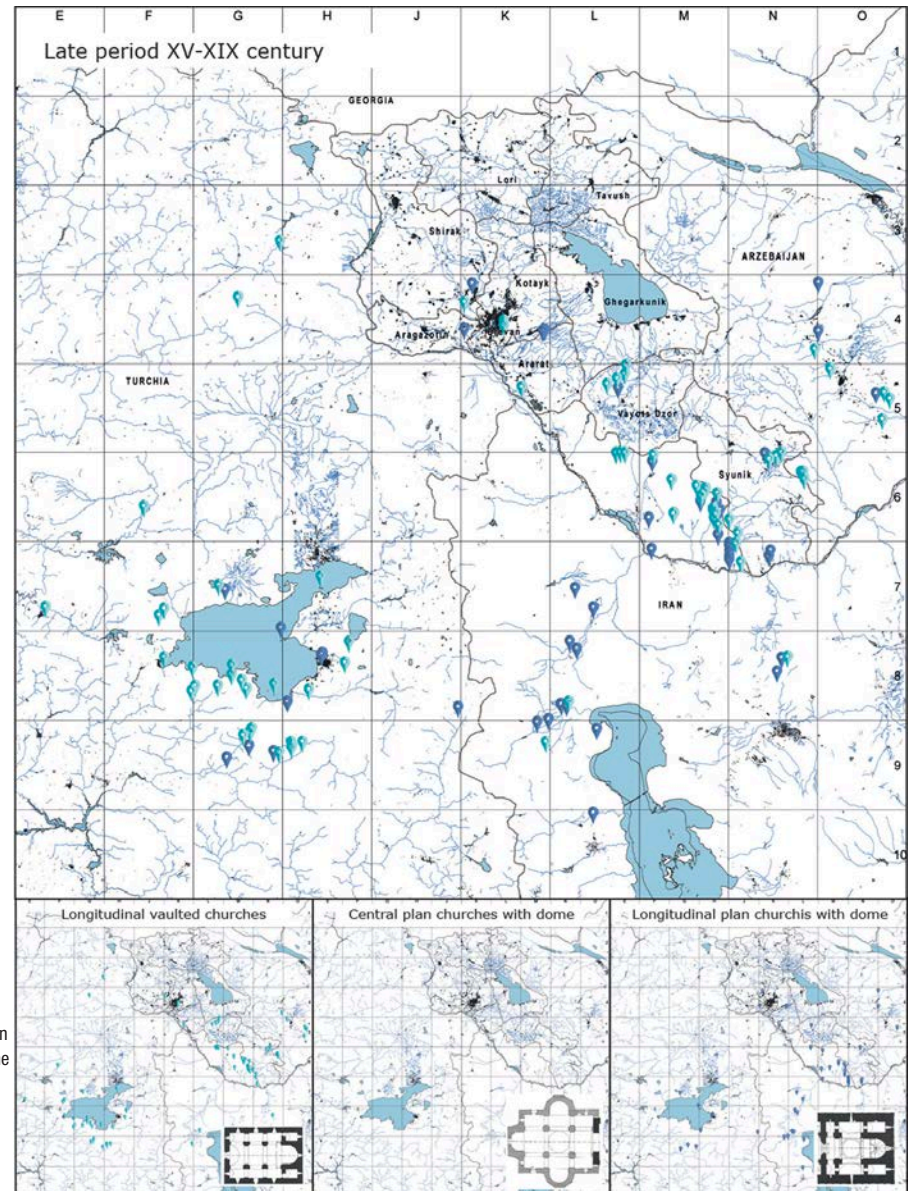 E F G H J K L M N O
Late period XV-XIX century
1
GEORGIA
2
Lori
Tavush
3
Shirak
ARZEBAIJAN
Kotayk
Ghegarkunik
4
Aragazotin
Ararat
TURCHIA
5
Vayots Dzor
Syunik
6
IRAN
7
8
9
10
Longitudinal vaulted churches
Central plan churches with dome
Longitudinal plan churchis with dome